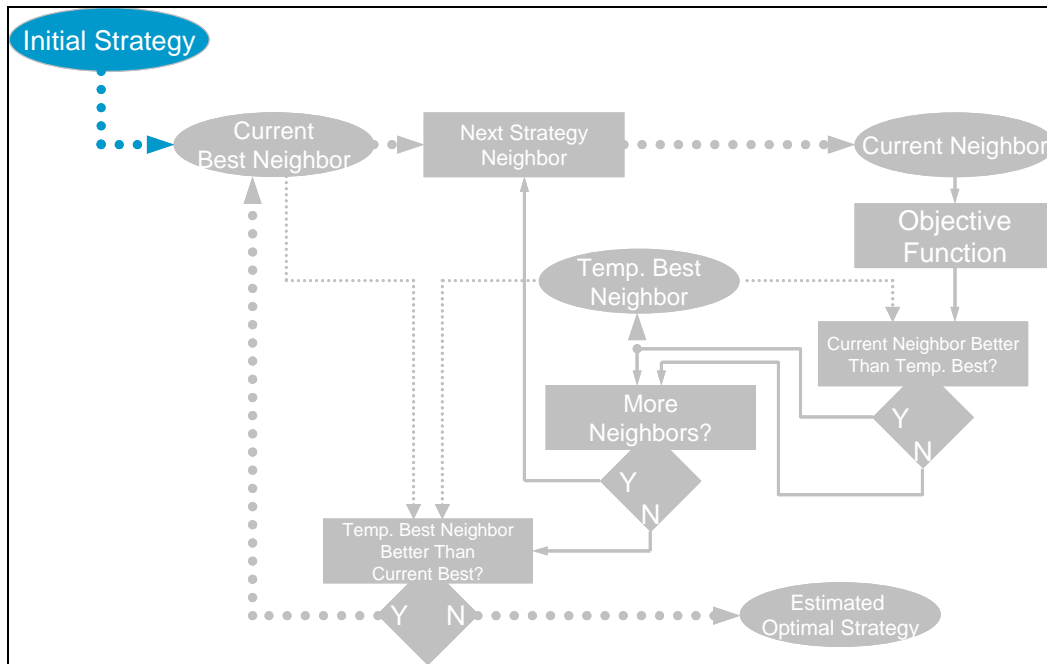 Initial Strategy
Current
Best Neighbor
Next Strategy
Neighbor
Current Neighbor
Objective
Function
Temp. Best
Neighbor
Current Neighbor Better
Than Temp. Best?
More
Neighbors?
Y
N
Y
N
Temp. Best Neighbor
Better Than
Current Best?
Y
N
Estimated
Optimal Strategy